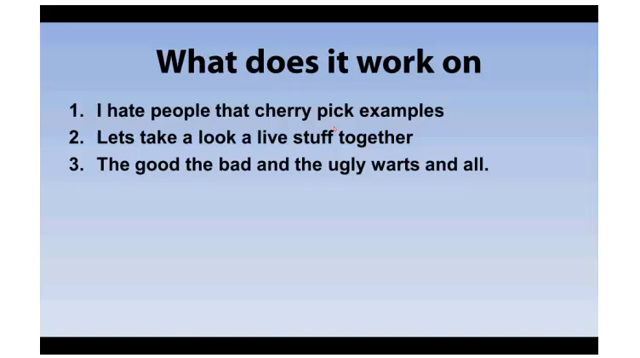 What does it work on
1. I hate people that cherry pick examples
2. Lets take a look a live stuff together
3. The good the bad and the ugly warts and all.